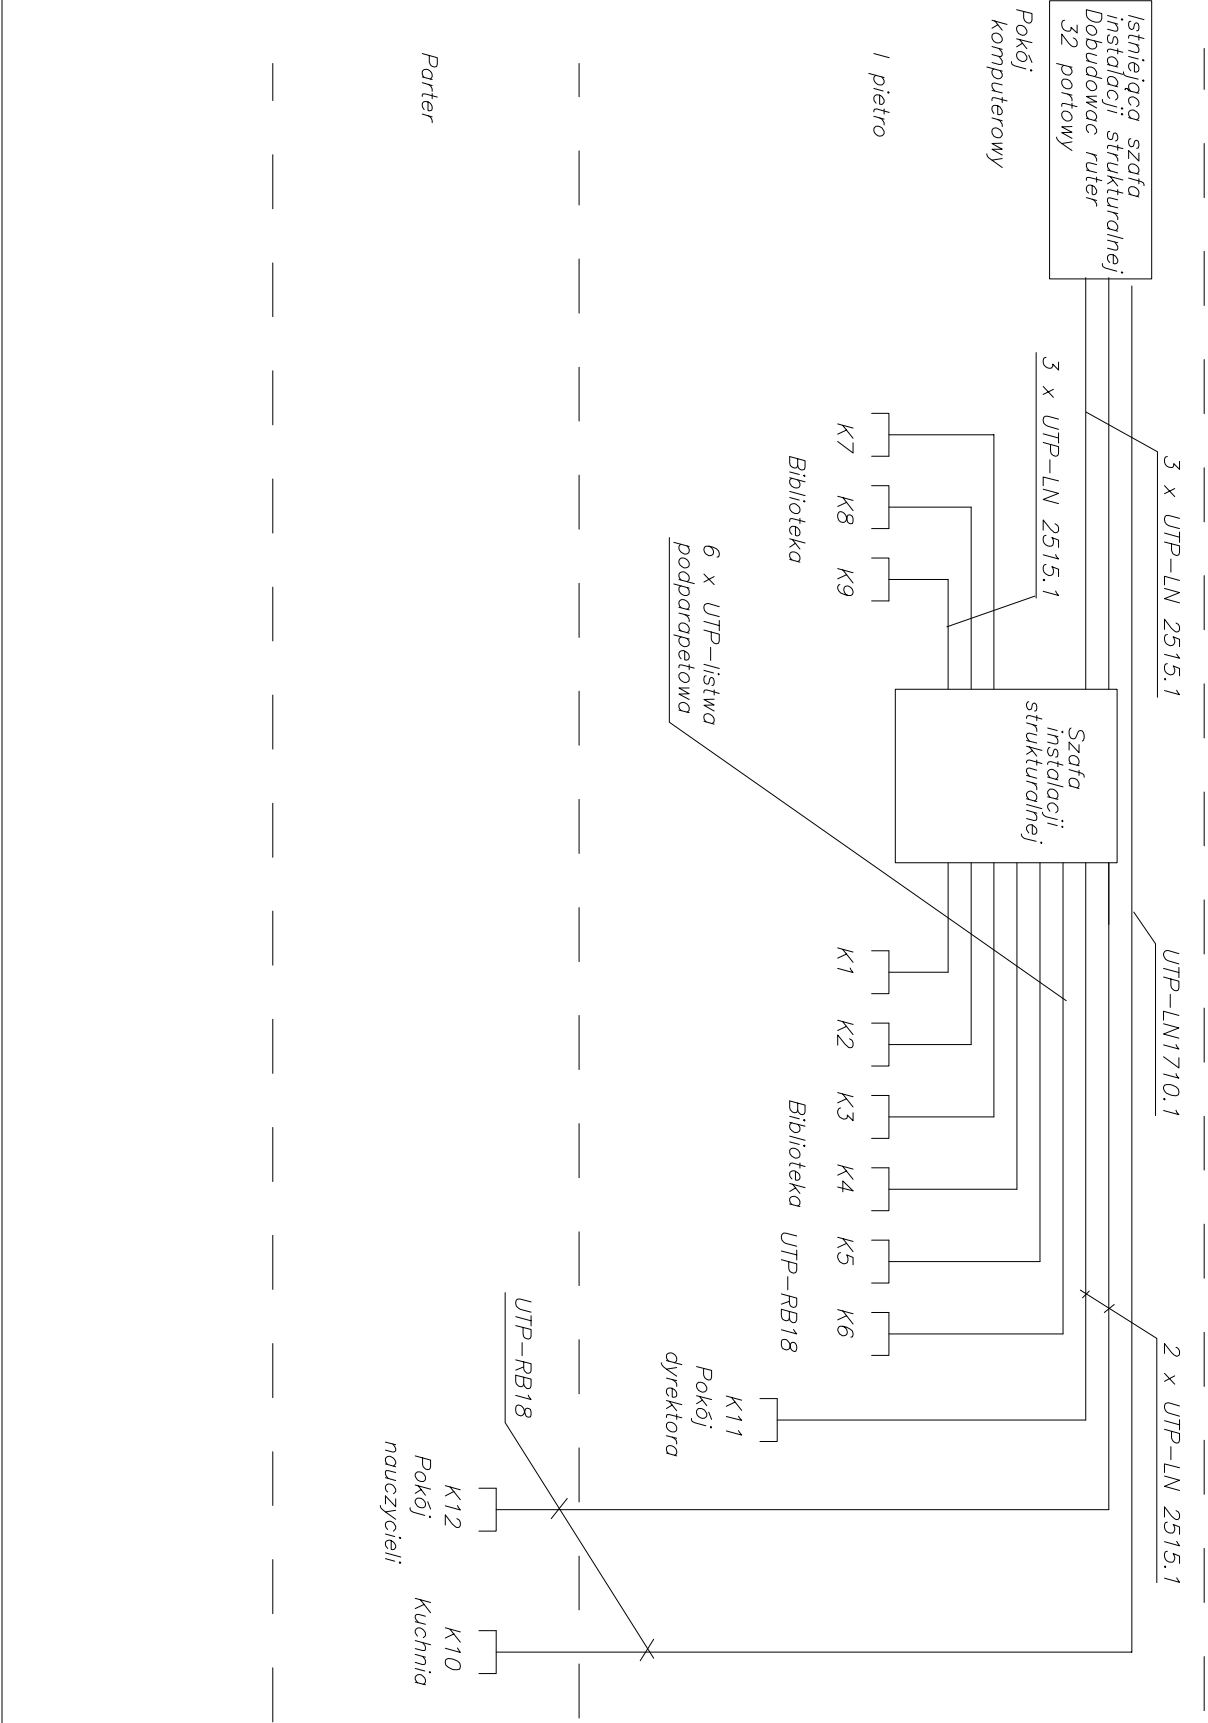 Istniejąca szafa
instalacji strukturalnej
Dobudowac ruter
32 portowy
Pokój
komputerowy
I pietro
Parter
3 x UTP-LN 2515.1
UTP-LN1710.1
2 x UTP-LN 2515.1
3 x UTP-LN 2515.1
Szafa
instalacji
strukturalnej
K7 K8 K9
Biblioteka
6 x UTP-listwa
podparapetowa
K1 K2 K3 K4 K5 K6
Biblioteka UTP-RB18
K11
Pokój
dyrektora
UTP-RB18
K12
Pokój
nauczycieli
K10
Kuchnia